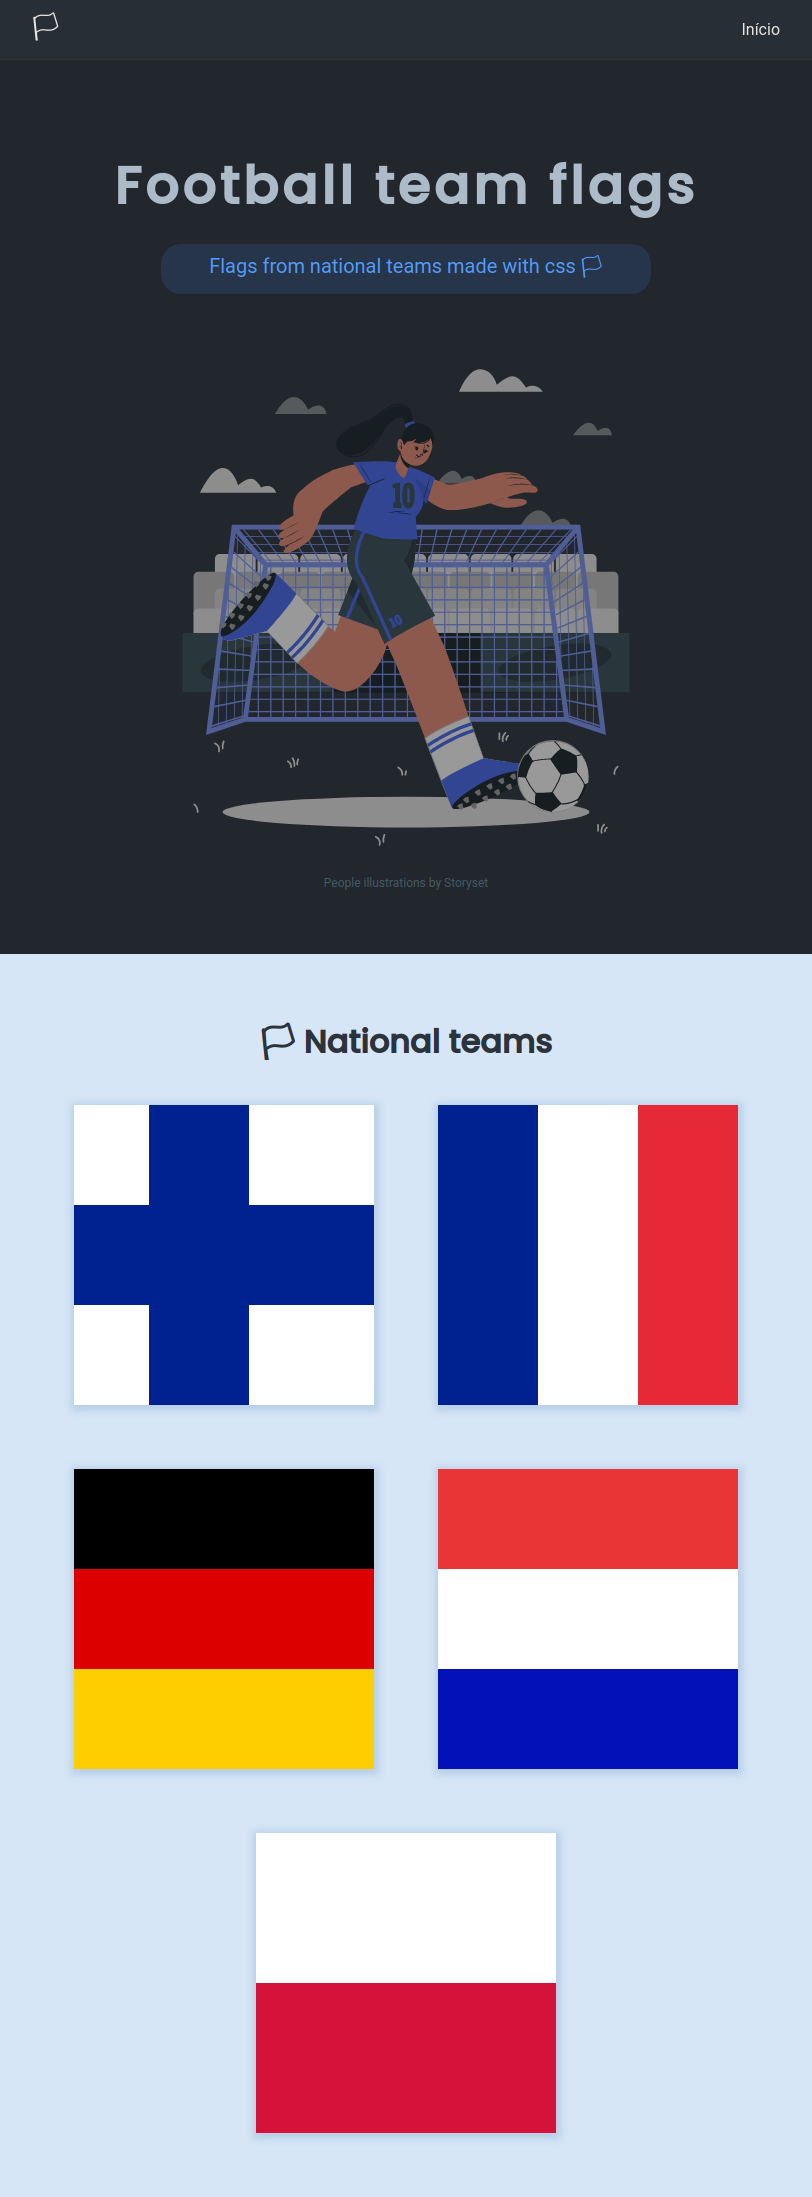 Início
Football team flags
Flags from national teams made with css
10
10
People illustrations by Storyset
National teams